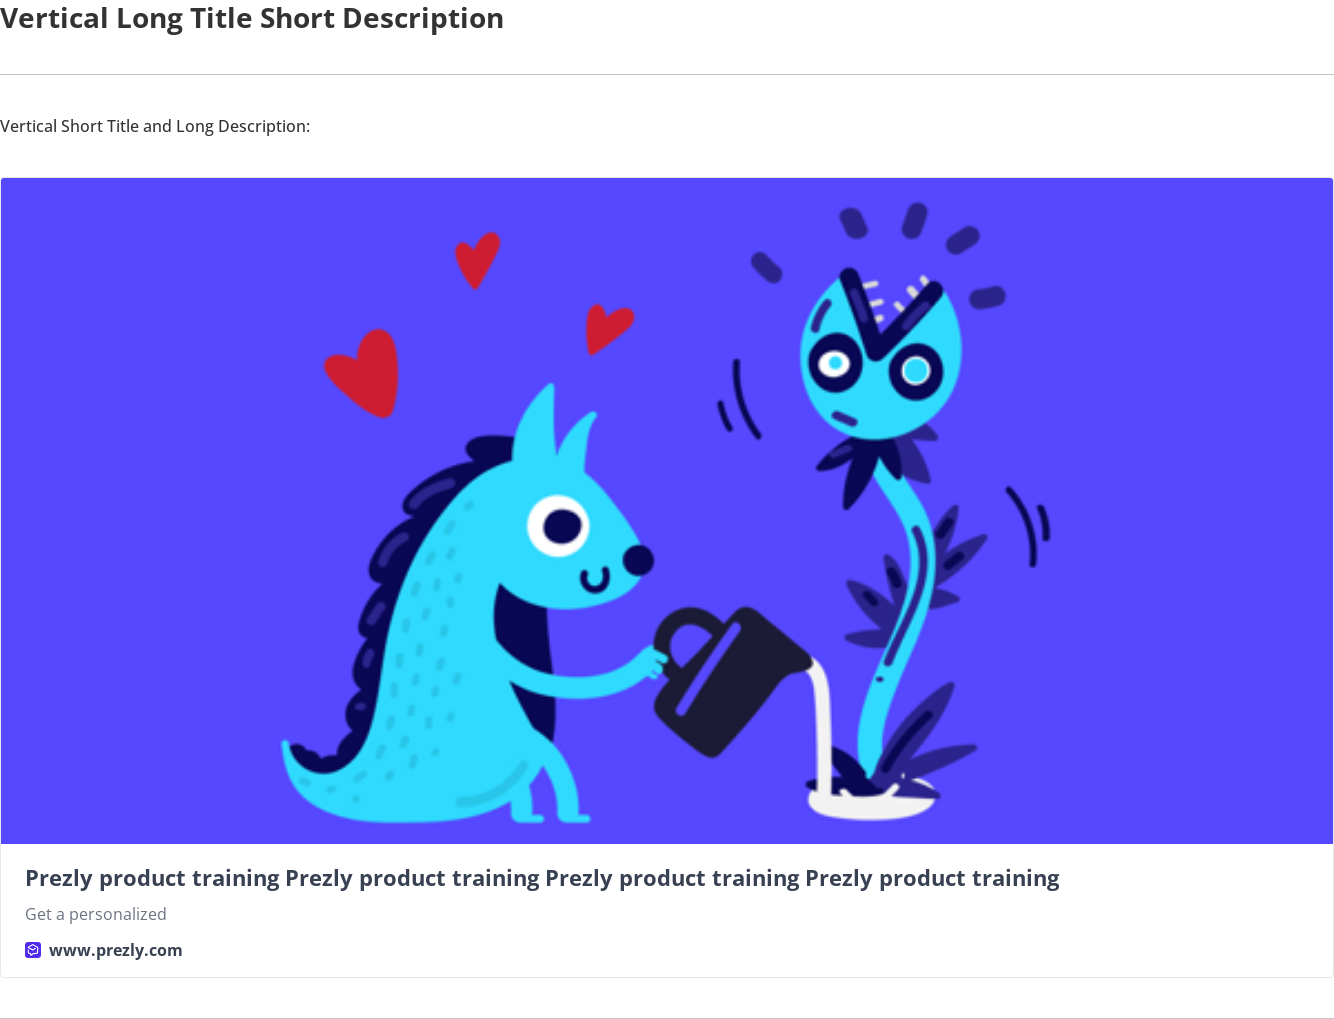 Vertical Long Title Short Description
Vertical Short Title and Long Description:
Prezly product training Prezly product training Prezly product training Prezly product training
Get a personalized
www.prezly.com